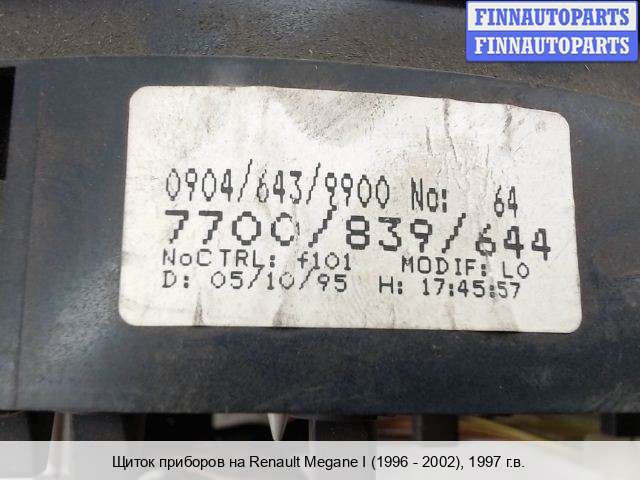 FINNAUTOPARTS
FINNAUTOPARTS
0904/643/9900 No: 64
7700/839/644
NoCTRL: f101 MODIF: L0
D: 05/10/95 H: 17:45:57
Щиток приборов на Renault Megane I (1996 - 2002), 1997 г.в.